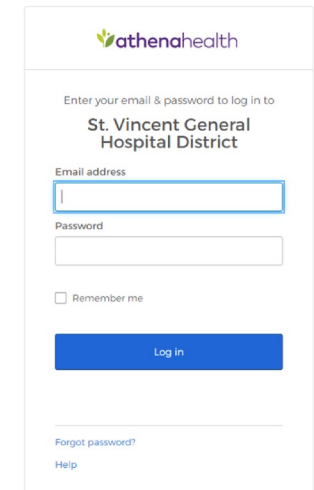 athenahealth
Enter your email & password to log in to
St. Vincent General
Hospital District
Email address
Password
Remember me
Log in
Forgot password?
Help